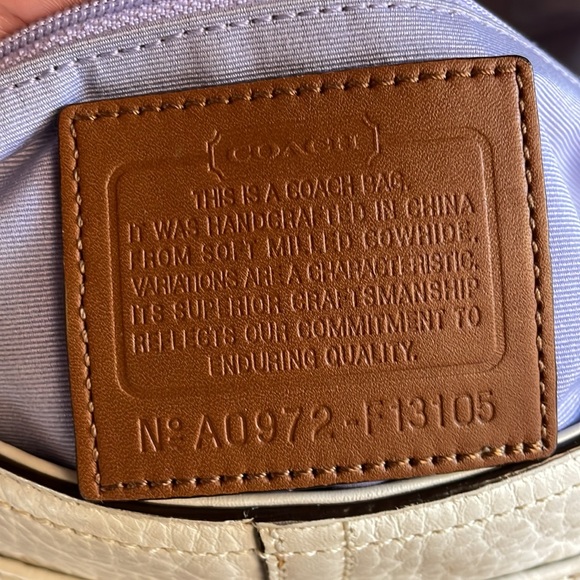 COACH
THIS IS A COACH BAG.
IT WAS HANDCRAFTED IN CHINA
FROM SOFT MILLED COWHIDE.
VARIATIONS ARE A CHARACTERISTIC.
ITS SUPERIOR CRAFTSMANSHIP
REFLECTS OUR COMMITMENT TO
ENDURING QUALITY.
Nº A0972-F13105